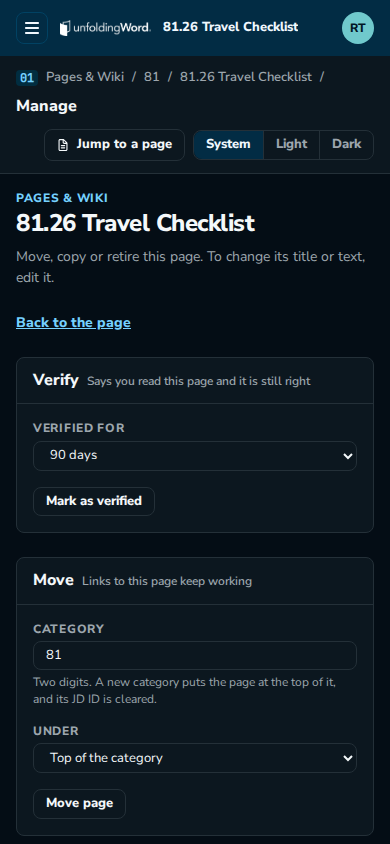 unfoldingWord. 81.26 Travel Checklist RT
01 Pages & Wiki / 81 / 81.26 Travel Checklist /
Manage
Jump to a page System Light Dark
PAGES & WIKI
81.26 Travel Checklist
Move, copy or retire this page. To change its title or text,
edit it.
Back to the page
Verify Says you read this page and it is still right
VERIFIED FOR
90 days
Mark as verified
Move Links to this page keep working
CATEGORY
81
Two digits. A new category puts the page at the top of it,
and its JD ID is cleared.
UNDER
Top of the category
Move page